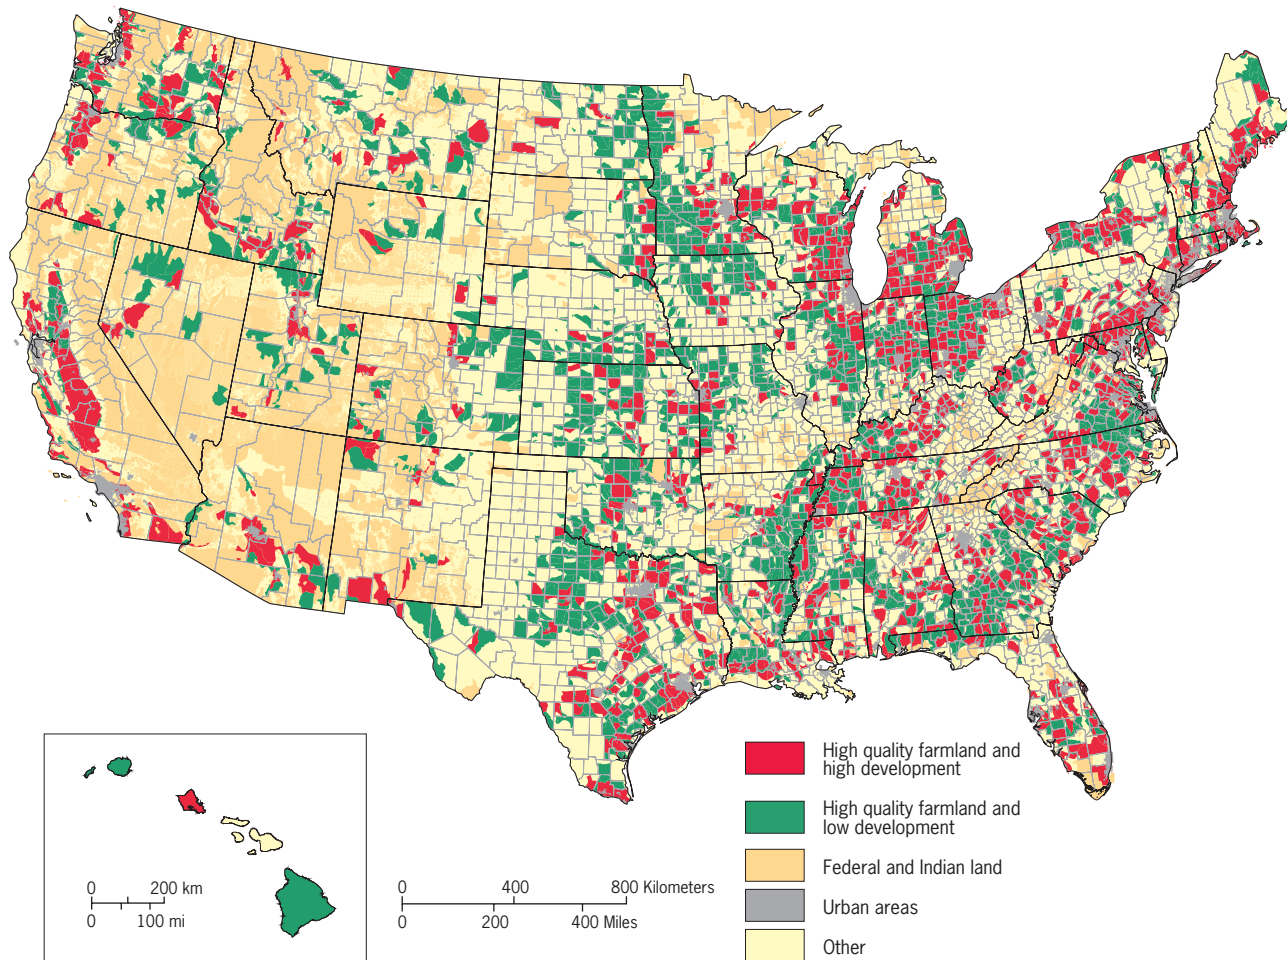 High quality farmland and
high development
High quality farmland and
low development
Federal and Indian land
Urban areas
Other
0 200 km
0 100 mi
0 400 800 Kilometers
0 200 400 Miles